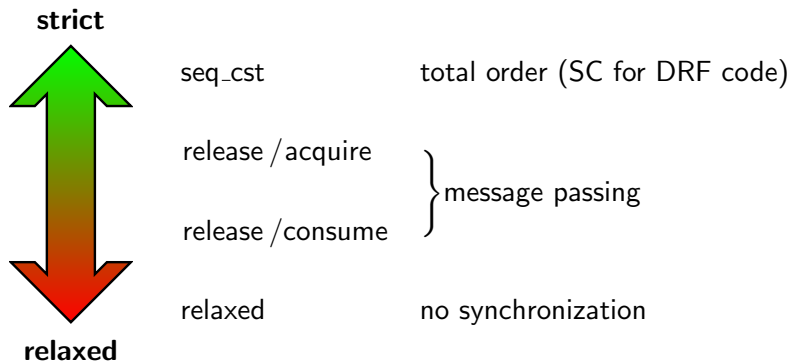 strict
seq_cst total order (SC for DRF code)
release/acquire
message passing
release/consume
relaxed no synchronization
relaxed